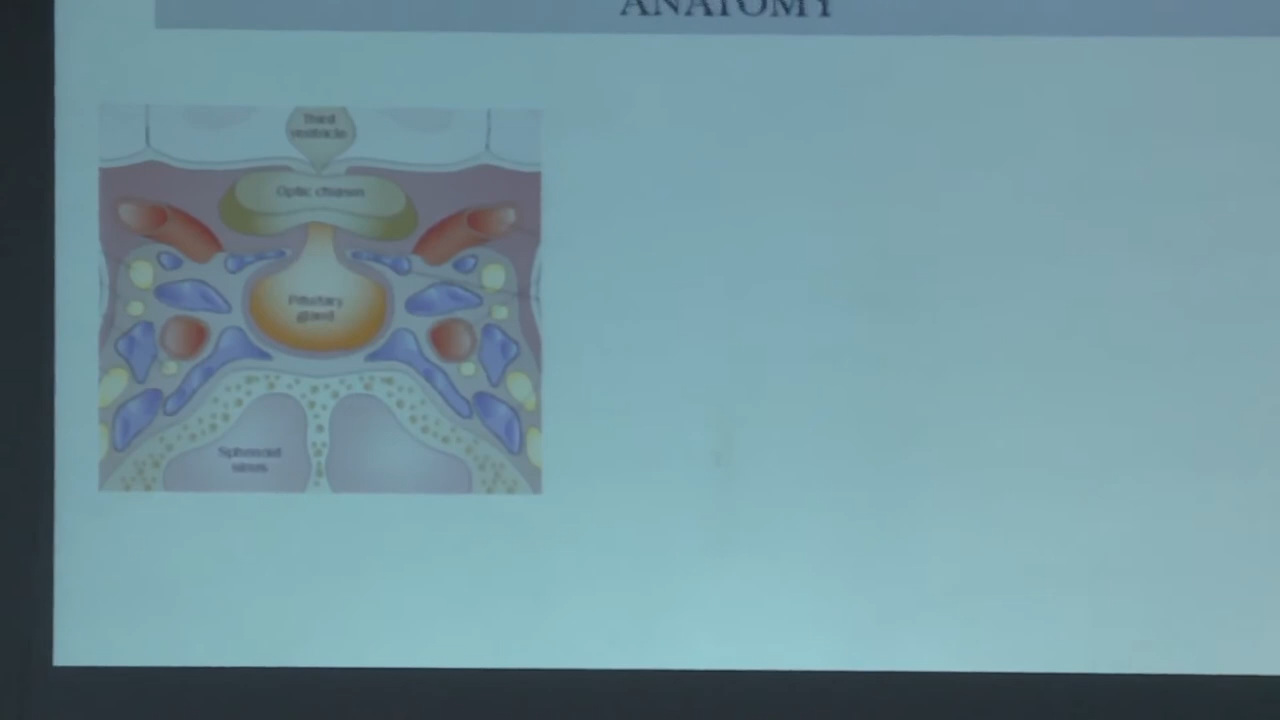 ANATOMY
Third
ventricle
Optic chiasm
Pituitary
gland
Sphenoid
sinus